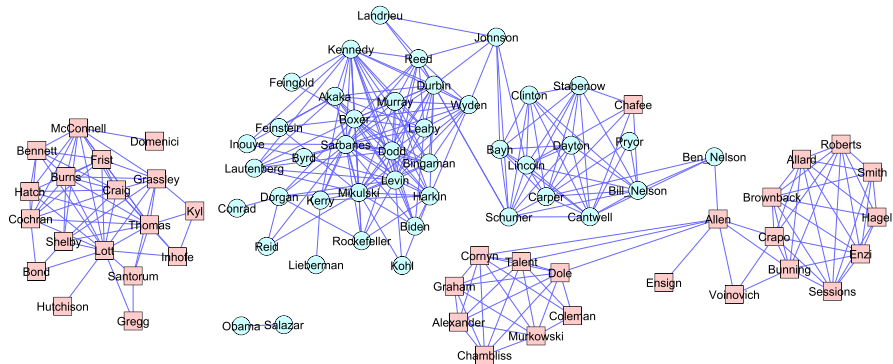 Landrieu
Johnson
Kennedy
Reed
Feingold
Durbin
Stabenow
Akaka
Murray
Wyden
Clinton
Chafee
McConnell
Domenici
Boxer
Feinstein
Leahy
Inouye
Sarbanes
Dodd
Bayh
Dayton
Pryor
Ben, Nelson
Roberts
Bennett
Frist
Byrd
Bingaman
Lincoln
Allard
Smith
Burns
Grassley
Lautenberg
Levin
Hatch
Craig
Mikulski
Harkin
Carper
Bill, Nelson
Brownback
Conrad
Dorgan
Kerry
Schumer
Cantwell
Allen
Hagel
Cochran
Thomas
Kyl
Biden
Crapo
Shelby
Lott
Inhofe
Reid
Rockefeller
Cornyn
Talent
Enzi
Bond
Santorum
Lieberman
Kohl
Dole
Bunning
Graham
Ensign
Voinovich
Sessions
Hutchison
Gregg
Obama
Salazar
Alexander
Coleman
Murkowski
Chambliss